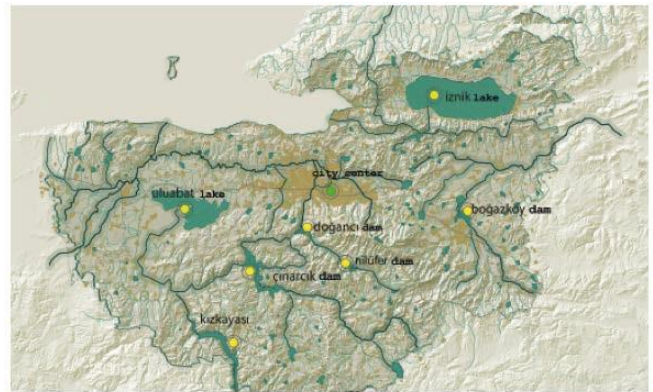 iznik lake
city center
uluabat lake
boğazköy dam
doğancı dam
nilüfer dam
çınarcık dam
kızkayası